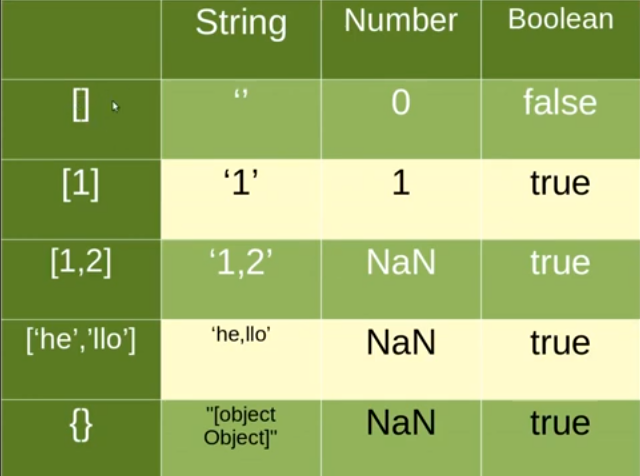 String Number Boolean
[] ‘’ 0 false
[1] ‘1’ 1 true
[1,2] ‘1,2’ NaN true
[‘he’,’llo’] ‘he,llo’ NaN true
{} "[object
Object]" NaN true